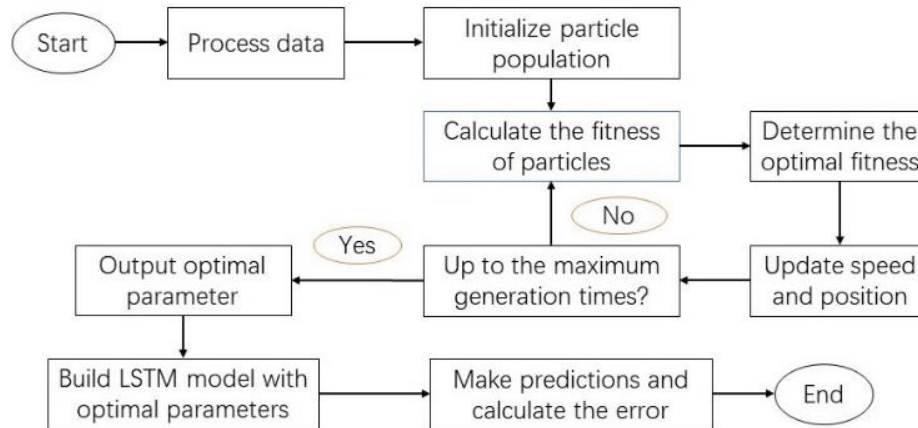 Start
Process data
Initialize particle
population
Calculate the fitness
of particles
Determine the
optimal fitness
No
Yes
Output optimal
parameter
Up to the maximum
generation times?
Update speed
and position
Build LSTM model with
optimal parameters
Make predictions and
calculate the error
End